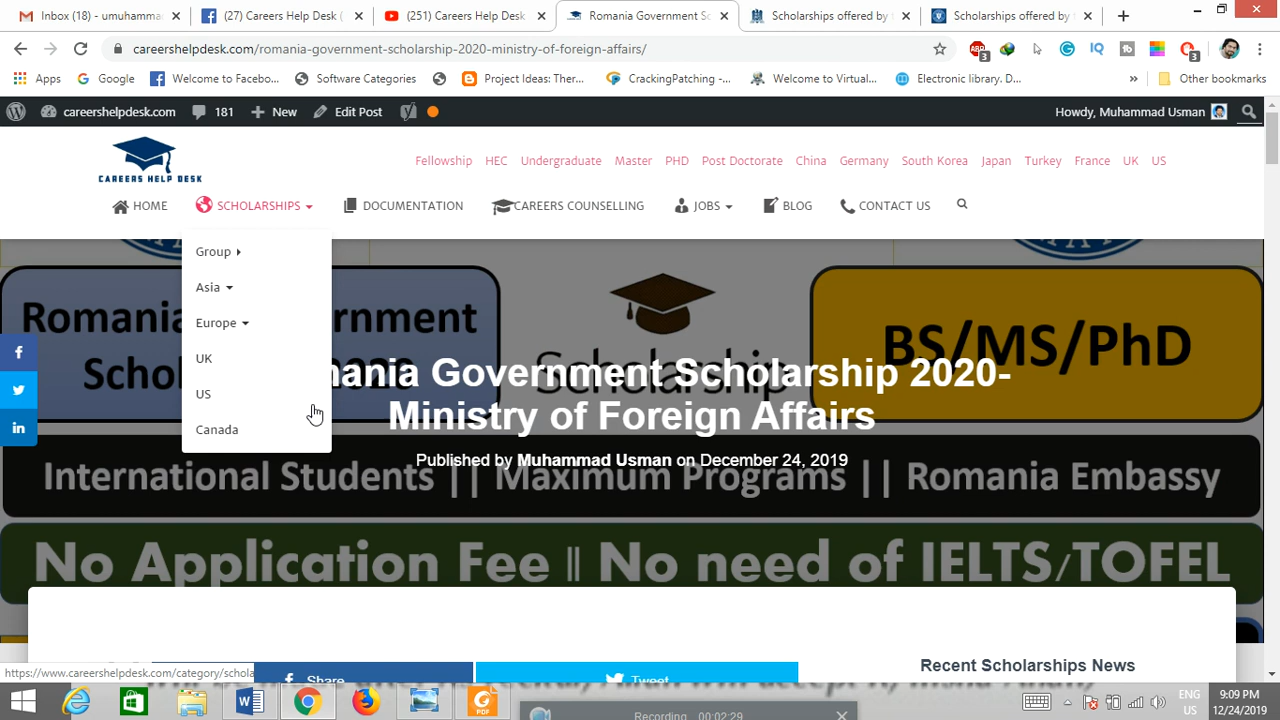 Inbox (18) - umuhamma
(27) Careers Help Desk (
(251) Careers Help Desk -
Romania Government Sc
Scholarships offered by t
Scholarships offered by t
careershelpdesk.com/romania-government-scholarship-2020-ministry-of-foreign-affairs/
Apps
Google
Welcome to Facebo...
Software Categories
Project Ideas: Ther...
CrackingPatching -...
Welcome to Virtual...
Electronic library. D...
»
Other bookmarks
careershelpdesk.com
181
New
Edit Post
Howdy, Muhammad Usman
CAREERS HELP DESK
Fellowship HEC Undergraduate Master PHD Post Doctorate China Germany South Korea Japan Turkey France UK US
HOME SCHOLARSHIPS DOCUMENTATION CAREERS COUNSELLING JOBS BLOG CONTACT US
Group
Asia
Europe
UK
US
Canada
Scholarship
BS/MS/PhD
Romania Government Scholarship 2020-
Ministry of Foreign Affairs
Published by Muhammad Usman on December 24, 2019
International Students || Maximum Programs || Romania Embassy
No Application Fee || No need of IELTS/TOFEL
Recent Scholarships News
Share
Tweet
https://www.careershelpdesk.com/category/schola
Recording 00:02:29
ENG
US
9:09 PM
12/24/2019